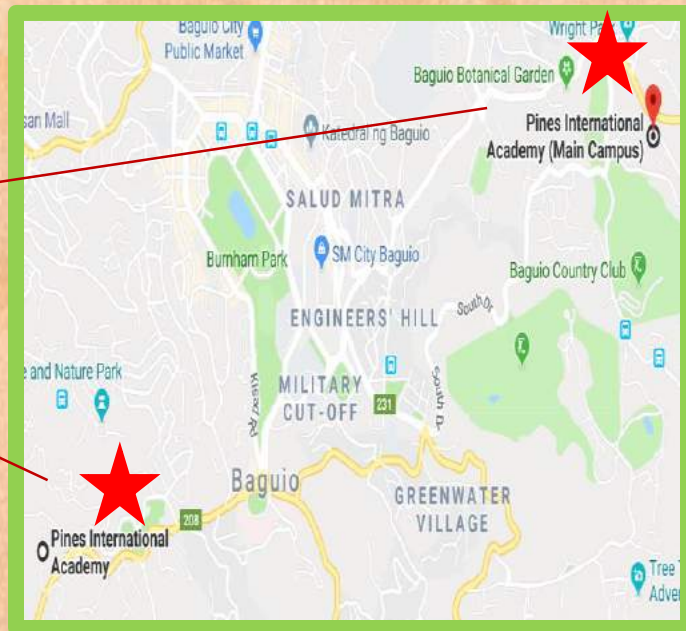 Baguio City
Public Market
Wright Pa
Baguio Botanical Garden
san Mall
Pines International
Academy (Main Campus)
Katedral ng Baguio
SALUD MITRA
Burnham Park
SM City Baguio
Baguio Country Club
ENGINEERS' HILL
South Dr
e and Nature Park
MILITARY
CUT-OFF
231
South D
Kisad Rd
Baguio
GREENWATER
VILLAGE
208
Pines International
Academy
Tree T
Adve